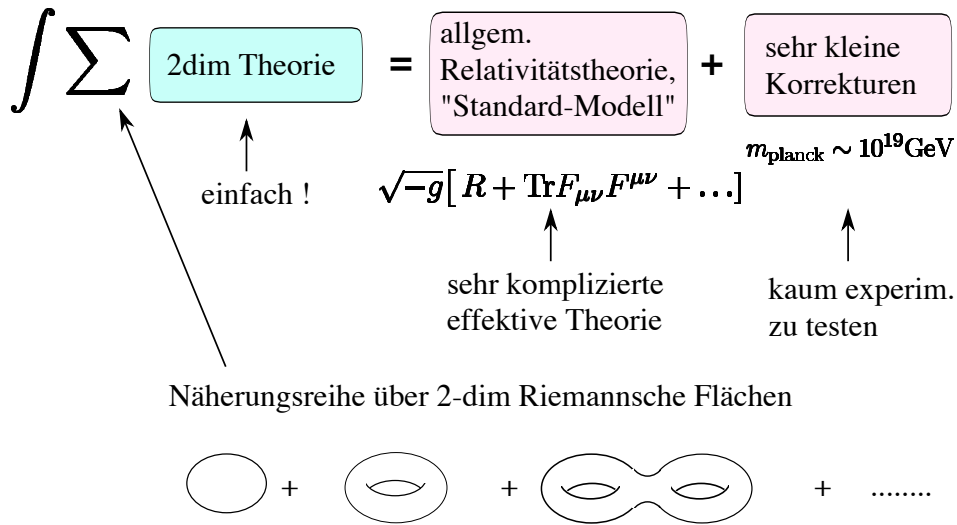 ∫ ∑ 2dim Theorie = allgem.
Relativitätstheorie,
"Standard-Modell" + sehr kleine
Korrekturen
m_planck ∼ 10^19 GeV
einfach !
√-g[ R + TrF_μν F^μν + ...]
sehr komplizierte
effektive Theorie
kaum experim.
zu testen
Näherungsreihe über 2-dim Riemannsche Flächen
+ + + ........